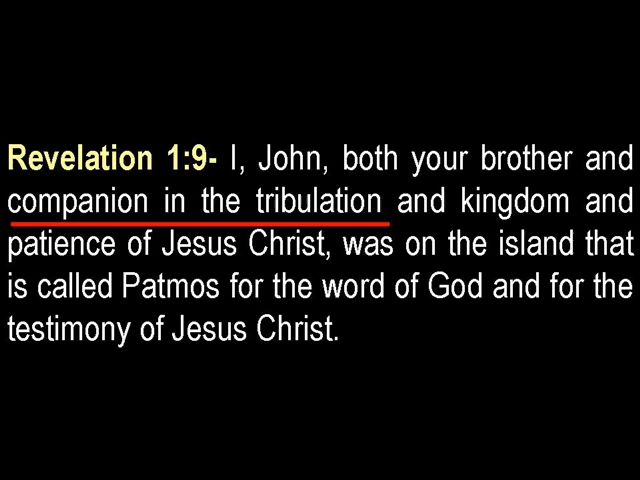 Revelation 1:9- I, John, both your brother and
companion in the tribulation and kingdom and
patience of Jesus Christ, was on the island that
is called Patmos for the word of God and for the
testimony of Jesus Christ.